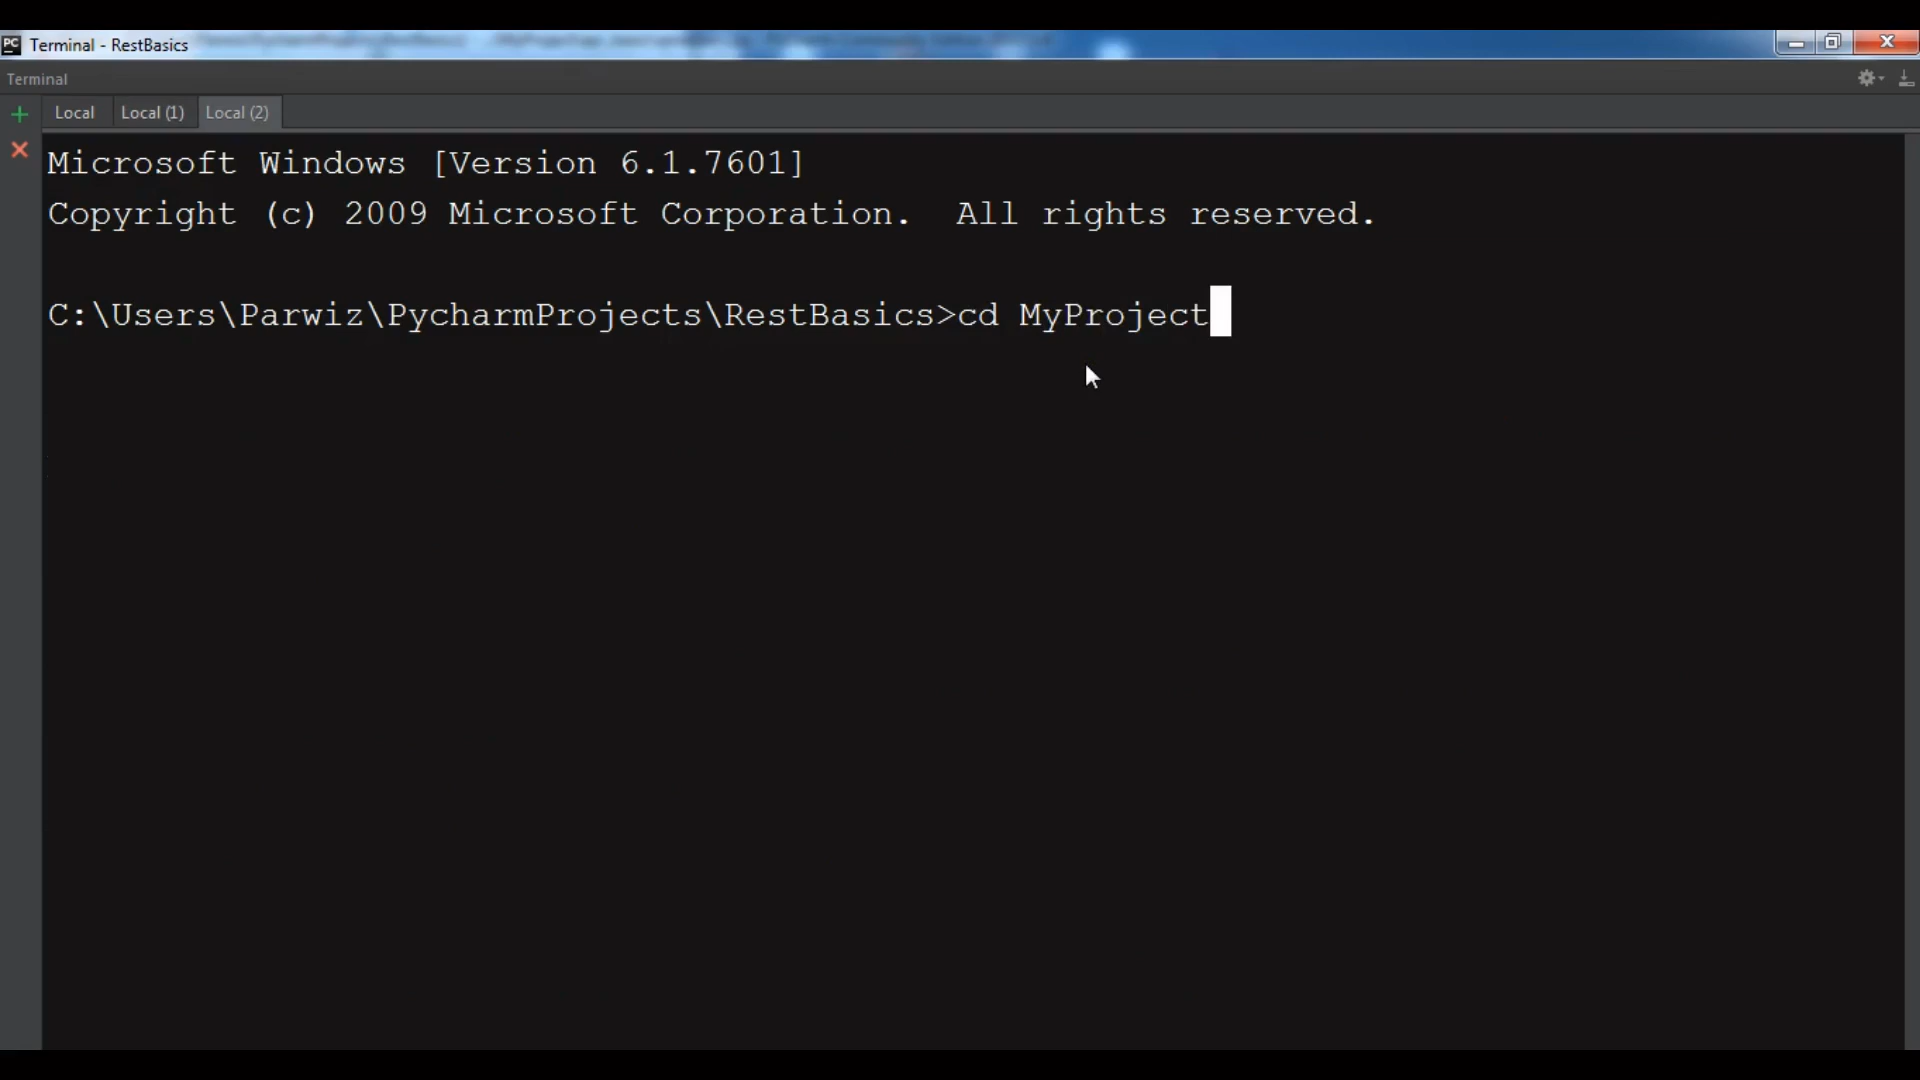 Terminal - RestBasics
Terminal
Local Local (1) Local (2)
Microsoft Windows [Version 6.1.7601]
Copyright (c) 2009 Microsoft Corporation.  All rights reserved.
C:\Users\Parwiz\PycharmProjects\RestBasics>cd MyProject